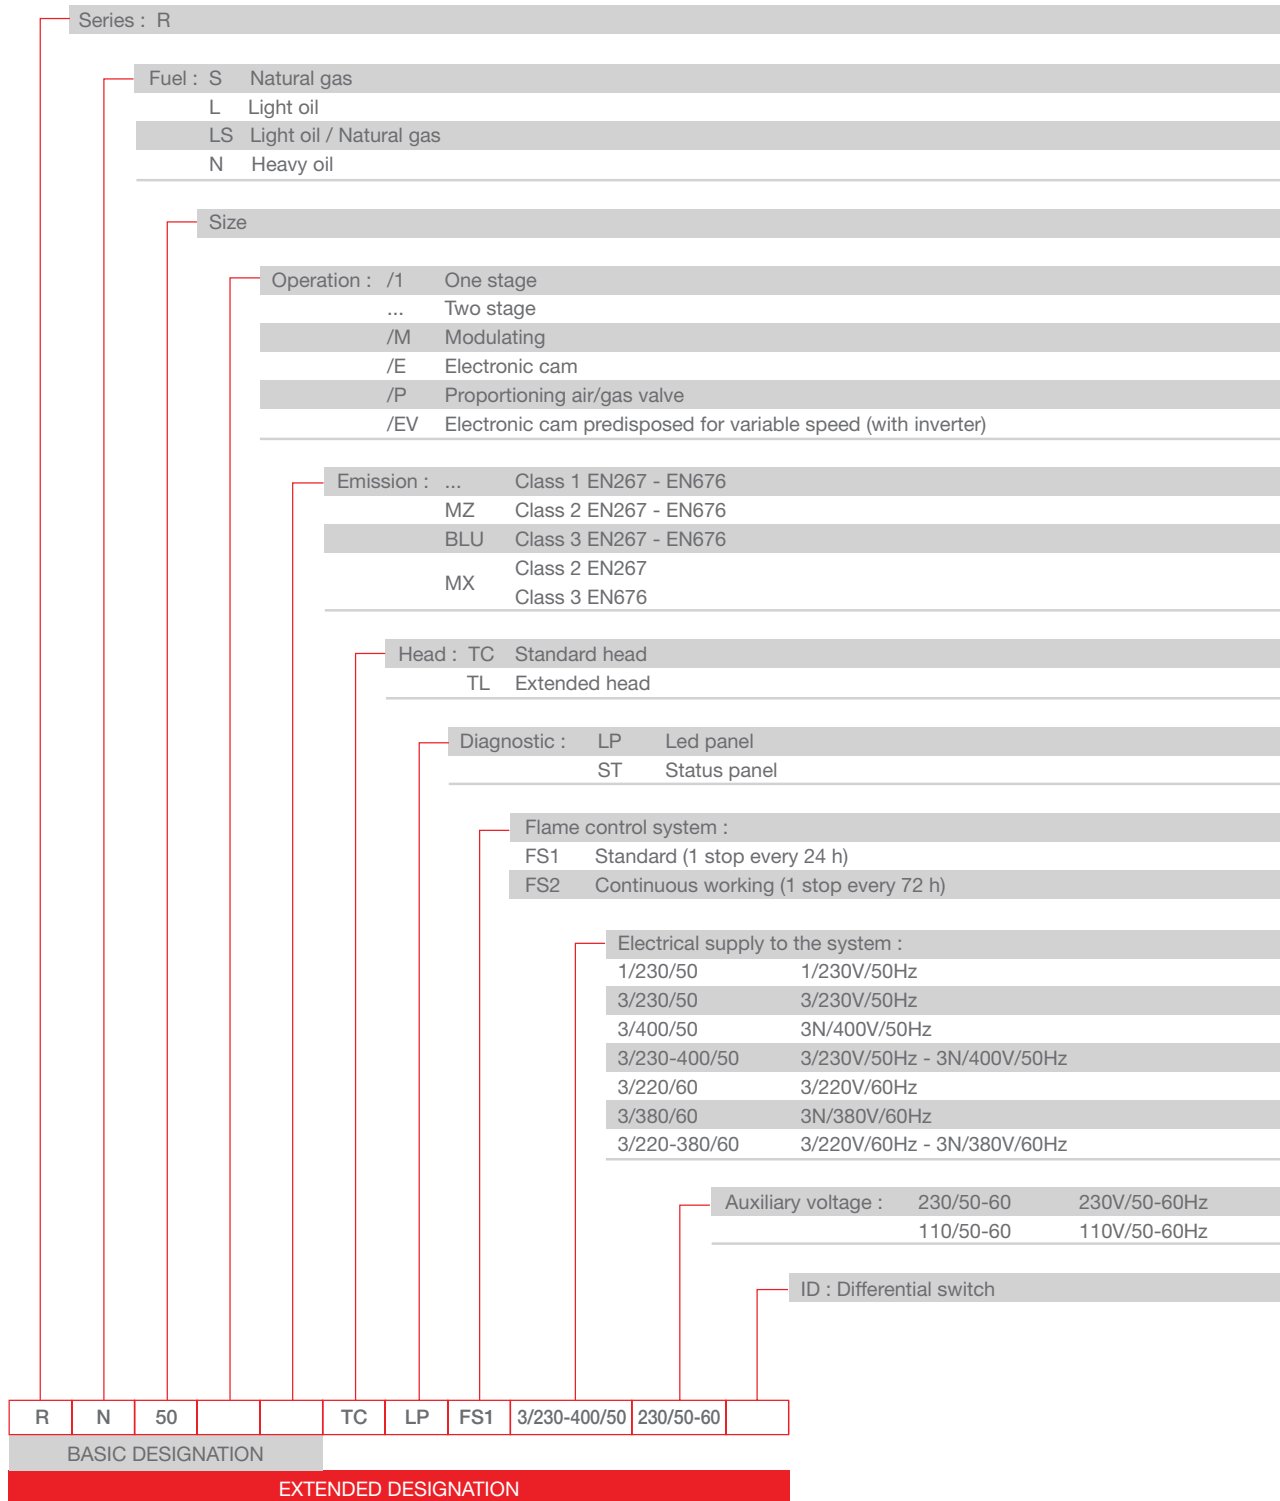 Series : R
Fuel : S Natural gas
L Light oil
LS Light oil / Natural gas
N Heavy oil
Size
Operation : /1 One stage
... Two stage
/M Modulating
/E Electronic cam
/P Proportioning air/gas valve
/EV Electronic cam predisposed for variable speed (with inverter)
Emission : ... Class 1 EN267 - EN676
MZ Class 2 EN267 - EN676
BLU Class 3 EN267 - EN676
MX Class 2 EN267
Class 3 EN676
Head : TC Standard head
TL Extended head
Diagnostic : LP Led panel
ST Status panel
Flame control system :
FS1 Standard (1 stop every 24 h)
FS2 Continuous working (1 stop every 72 h)
Electrical supply to the system :
1/230/50 1/230V/50Hz
3/230/50 3/230V/50Hz
3/400/50 3N/400V/50Hz
3/230-400/50 3/230V/50Hz - 3N/400V/50Hz
3/220/60 3/220V/60Hz
3/380/60 3N/380V/60Hz
3/220-380/60 3/220V/60Hz - 3N/380V/60Hz
Auxiliary voltage : 230/50-60 230V/50-60Hz
110/50-60 110V/50-60Hz
ID : Differential switch
R N 50 TC LP FS1 3/230-400/50 230/50-60
BASIC DESIGNATION
EXTENDED DESIGNATION